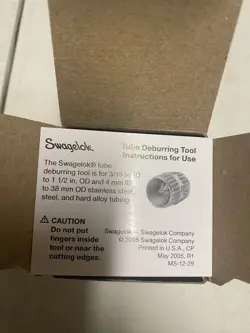 Swagelok
Tube Deburring Tool
Instructions for Use
The Swagelok® tube
deburring tool is for 3/16 in. ID
to 1 1/2 in. OD and 4 mm ID
to 38 mm OD stainless steel,
steel, and hard alloy tubing.
CAUTION
Do not put
fingers inside
tool or near the
cutting edges.
Swagelok — Swagelok Company
© 2005 Swagelok Company
Printed in U.S.A., CP
May 2005, R1
MS-12-29